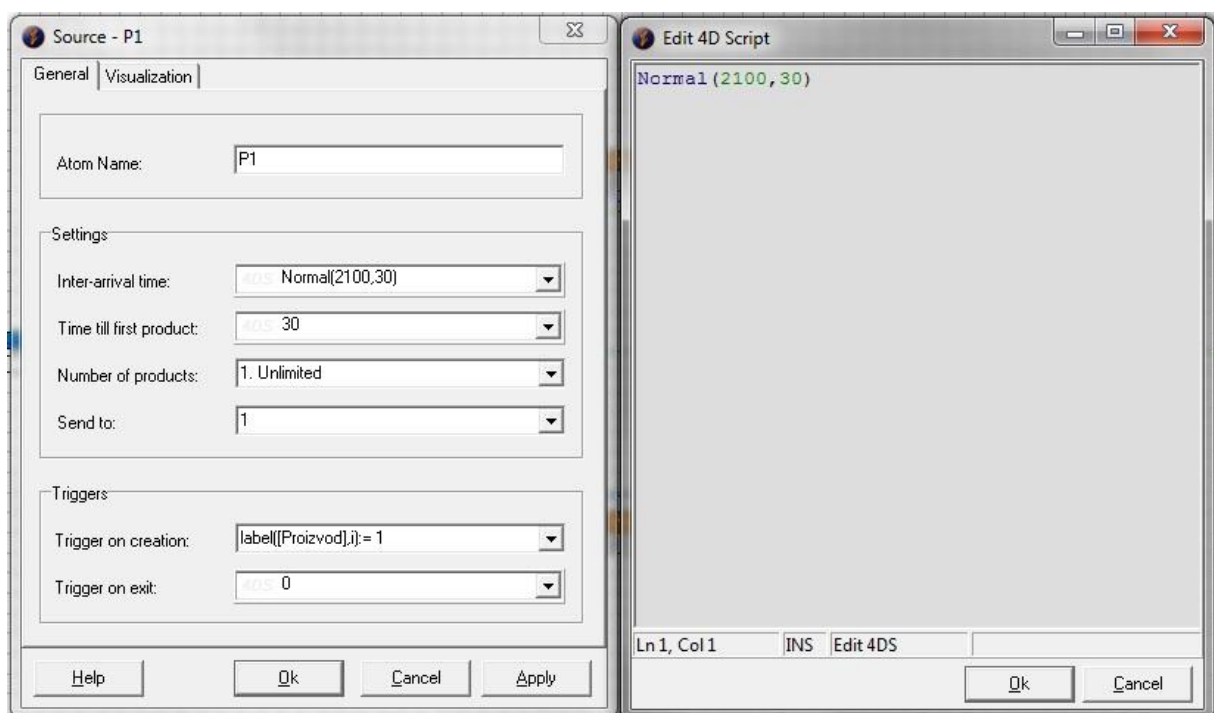 Source - P1
General
Visualization
Atom Name:
P1
Settings
Inter-arrival time:
4DS Normal(2100,30)
Time till first product:
4DS 30
Number of products:
1. Unlimited
Send to:
1
Triggers
Trigger on creation:
label([Proizvod],i):= 1
Trigger on exit:
4DS 0
Help
Ok
Cancel
Apply
Edit 4D Script
Normal(2100,30)
Ln 1, Col 1
INS
Edit 4DS
Ok
Cancel